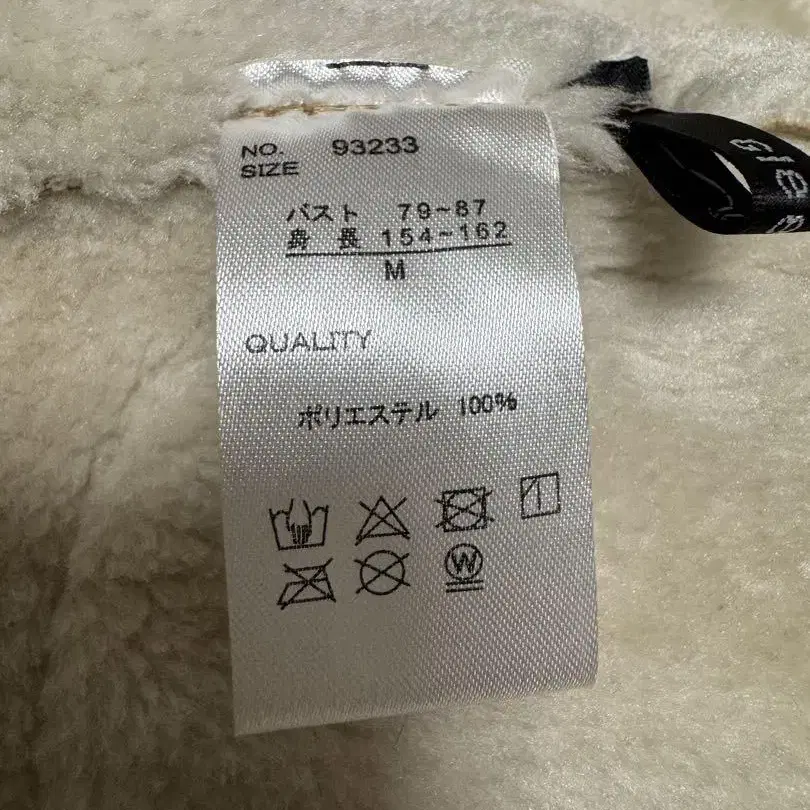 NO. 93233
SIZE
バスト 79~87
身 長 154~162
M
QUALITY
ポリエステル 100%
W